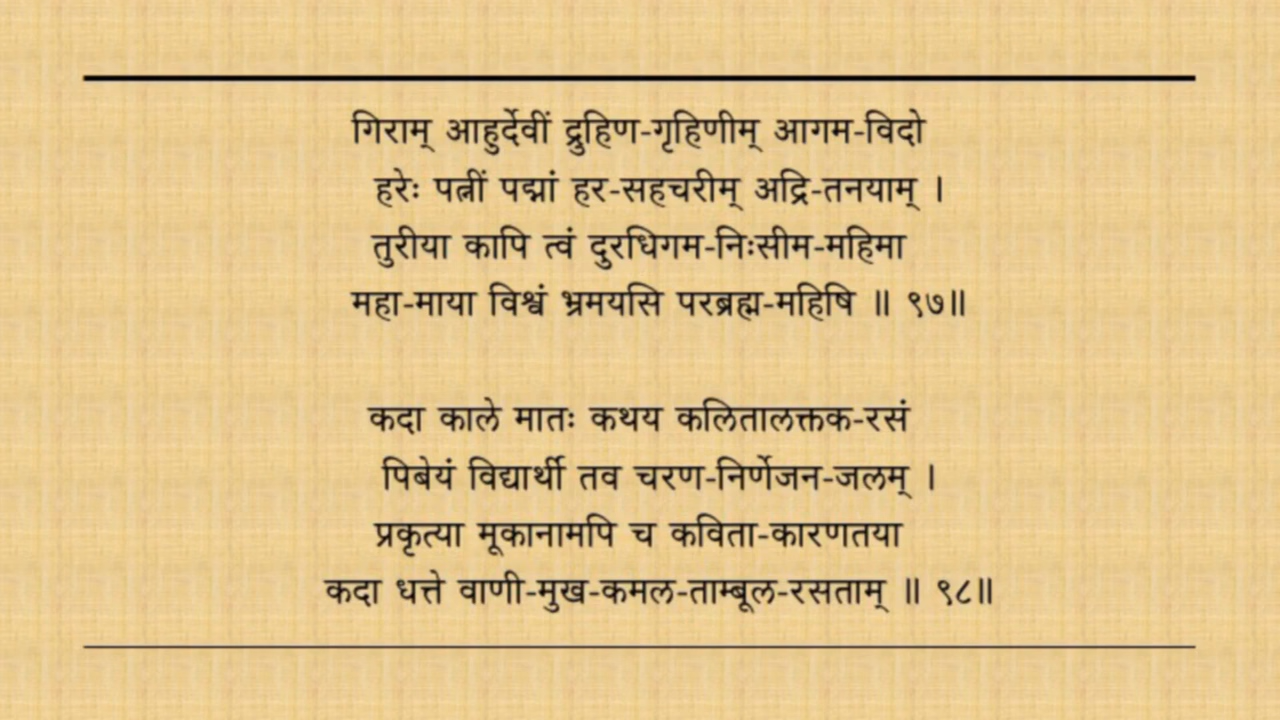 गिराम् आहुर्देवीं द्रुहिण-गृहिणीम् आगम-विदो
हरेः पत्नीं पद्मां हर-सहचरीम् अद्रि-तनयाम् ।
तुरीया कापि त्वं दुरधिगम-निःसीम-महिमा
महा-माया विश्वं भ्रमयसि परब्रह्म-महिषि ॥ ९७॥
कदा काले मातः कथय कलितालक्तक-रसं
पिबेयं विद्यार्थी तव चरण-निर्णेजन-जलम् ।
प्रकृत्या मूकानामपि च कविता-कारणतया
कदा धत्ते वाणी-मुख-कमल-ताम्बूल-रसताम् ॥ ९८॥